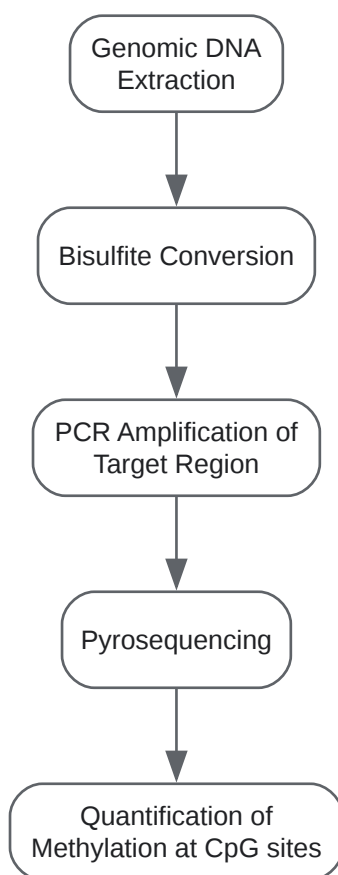 Genomic DNA
Extraction
Bisulfite Conversion
PCR Amplification of
Target Region
Pyrosequencing
Quantification of
Methylation at CpG sites